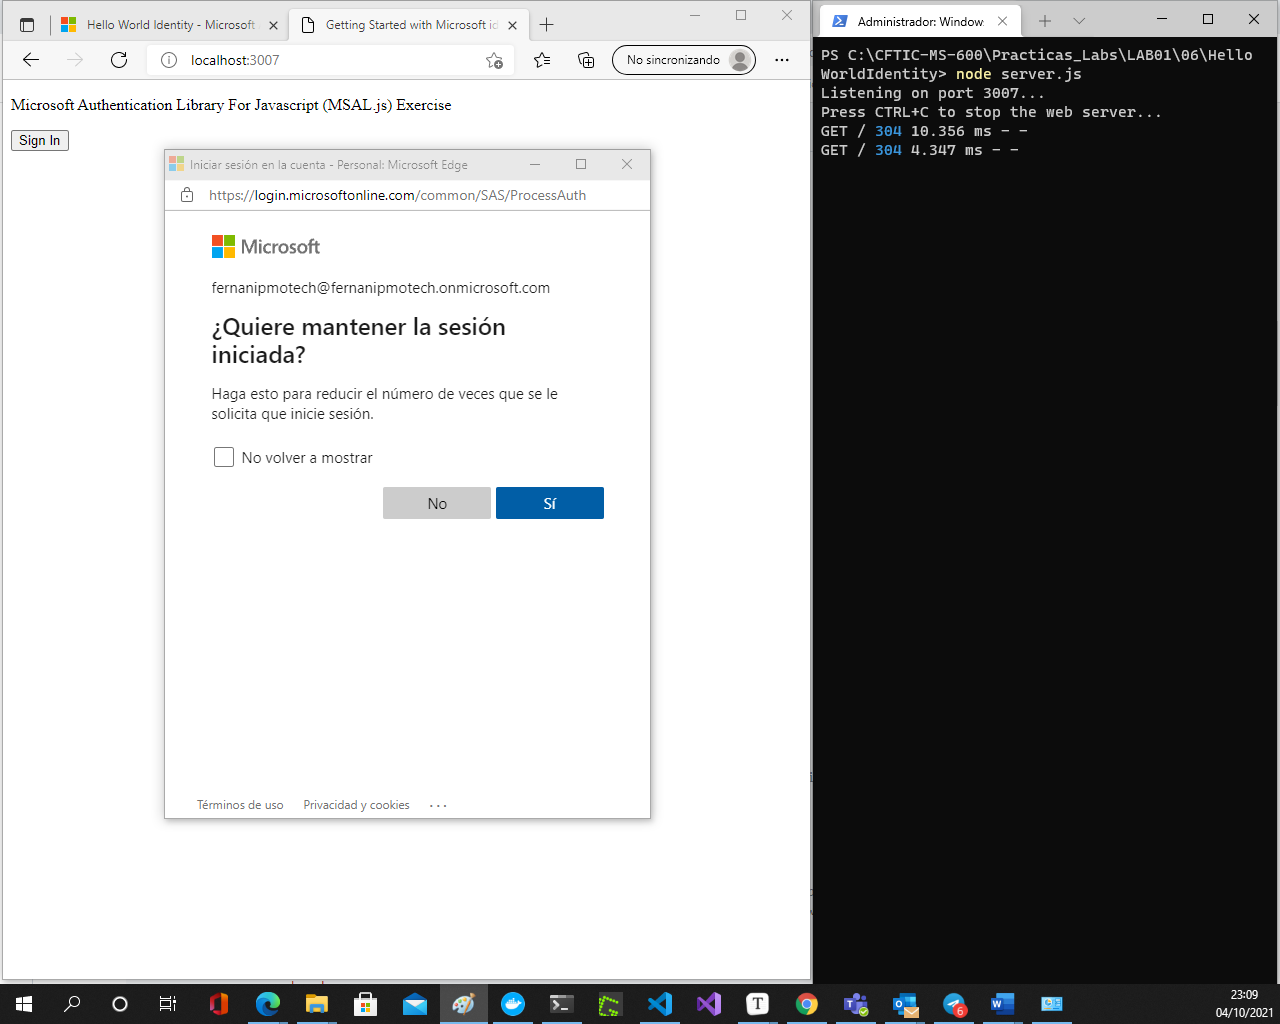 Hello World Identity - Microsoft
Getting Started with Microsoft id
localhost:3007
No sincronizando
Microsoft Authentication Library For Javascript (MSAL.js) Exercise
Sign In
Iniciar sesión en la cuenta - Personal: Microsoft Edge
https://login.microsoftonline.com/common/SAS/ProcessAuth
Microsoft
fernanipmotech@fernanipmotech.onmicrosoft.com
¿Quiere mantener la sesión
iniciada?
Haga esto para reducir el número de veces que se le
solicita que inicie sesión.
No volver a mostrar
No
Sí
Términos de uso
Privacidad y cookies
Administrador: Window
PS C:\CFTIC-MS-600\Practicas_Labs\LAB01\06\Hello
WorldIdentity> node server.js
Listening on port 3007...
Press CTRL+C to stop the web server...
GET / 304 10.356 ms - -
GET / 304 4.347 ms - -
T
6
23:09
04/10/2021